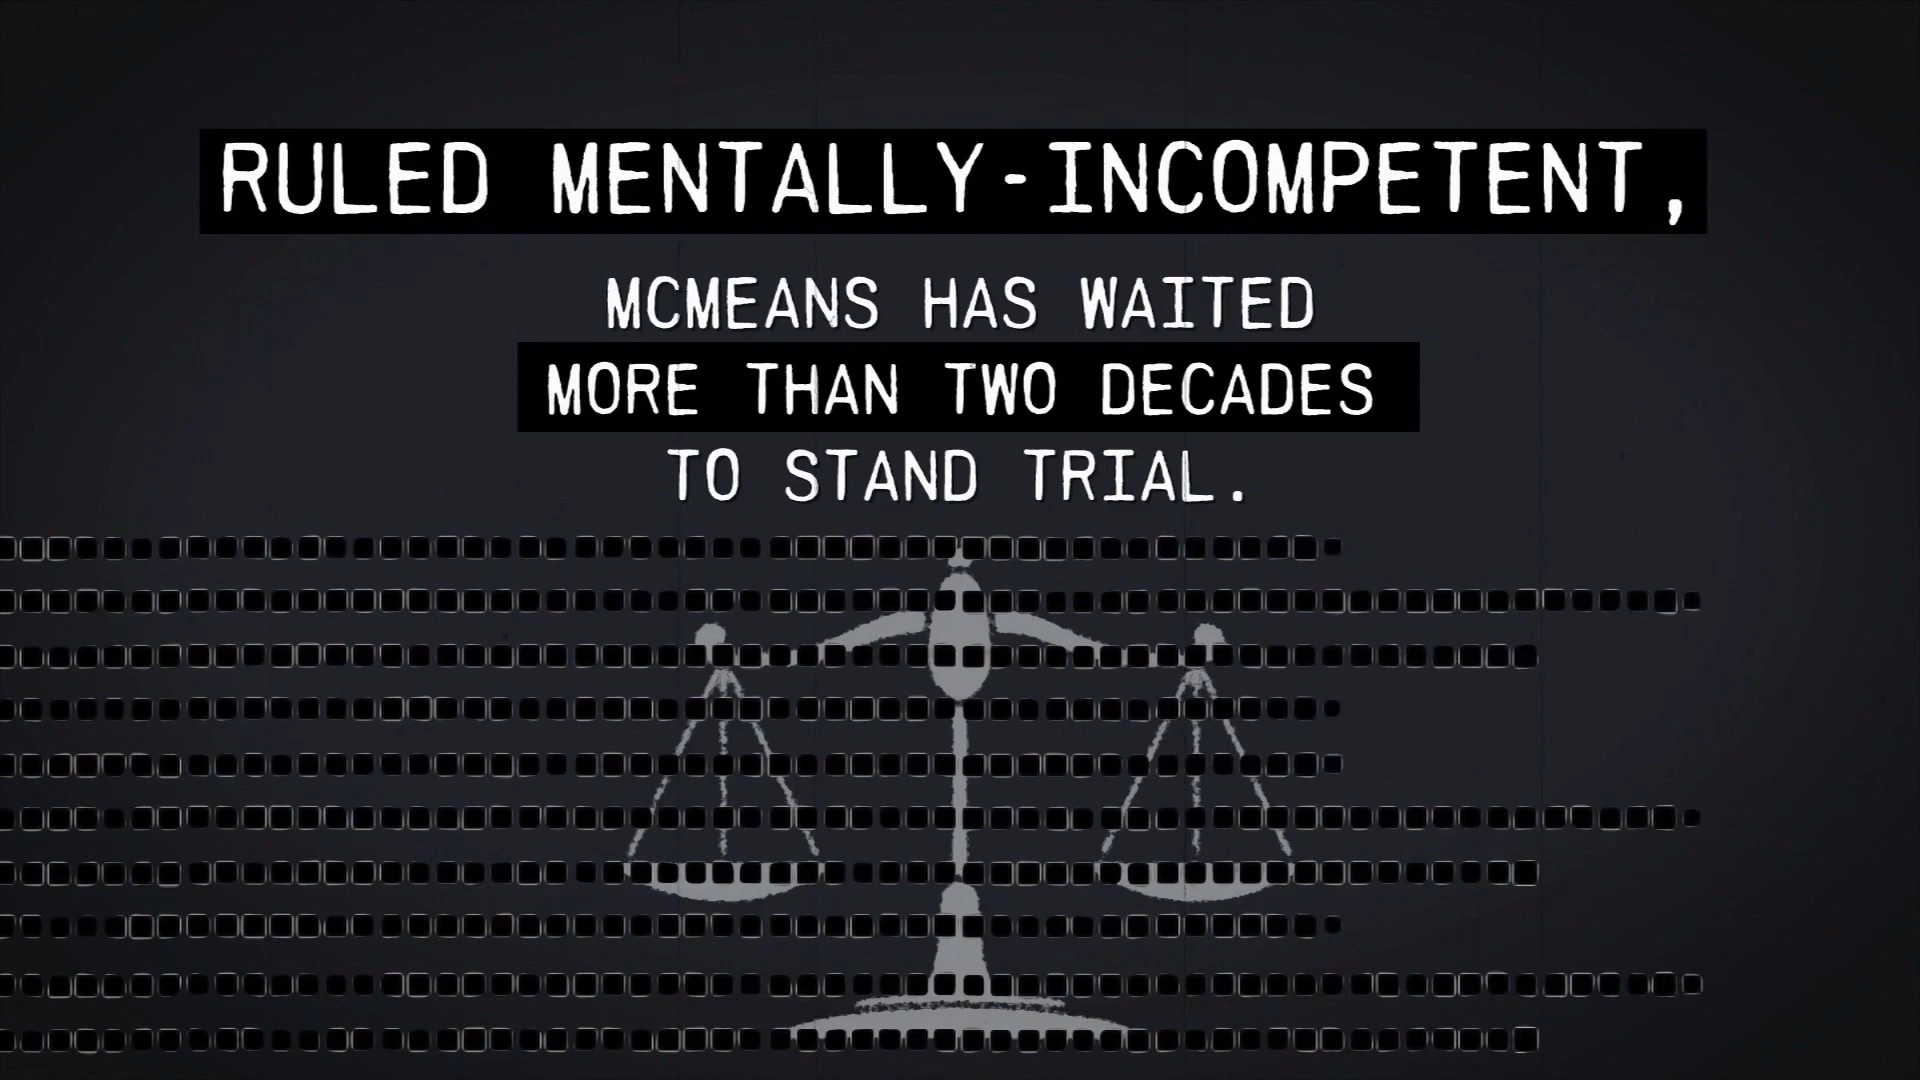 RULED MENTALLY-INCOMPETENT,
MCMEANS HAS WAITED
MORE THAN TWO DECADES
TO STAND TRIAL.